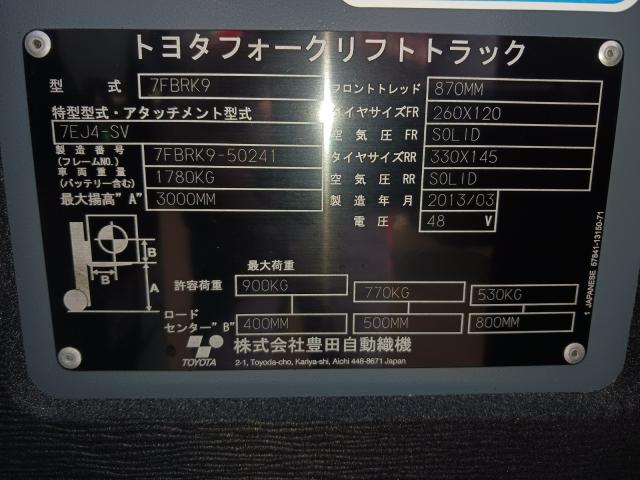 トヨタフォークリフトトラック
型 式 7FBRK9
フロントトレッド 870MM
特型型式・アタッチメント型式
7EJ4-SV
タイヤサイズFR 260X120
空気圧 FR SOLID
製造番号
(フレームNO.) 7FBRK9-50241
タイヤサイズRR 330X145
車両重量
(バッテリー含む) 1780KG
空気圧 RR SOLID
最大揚高"A" 3000MM
製造年月 2013/03
電圧 48 V
B
B
A
最大荷重
許容荷重 900KG 770KG 530KG
ロード
センター"B" 400MM 500MM 800MM
TOYOTA
株式会社豊田自動織機
2-1, Toyoda-cho, Kariya-shi, Aichi 448-8671 Japan
1 JAPANESE 57841-13150-71